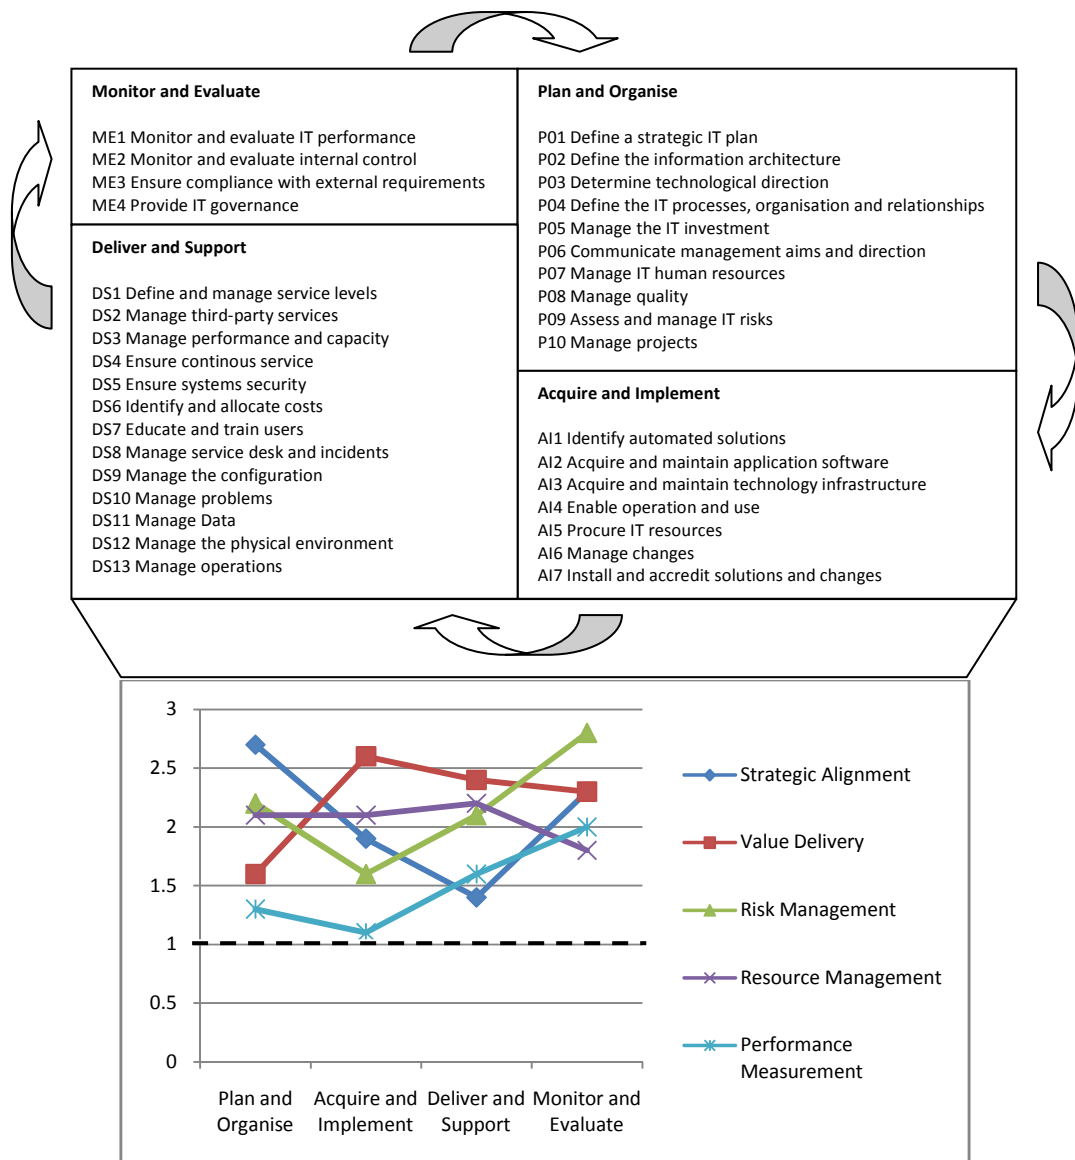 Monitor and Evaluate
ME1 Monitor and evaluate IT performance
ME2 Monitor and evaluate internal control
ME3 Ensure compliance with external requirements
ME4 Provide IT governance
Deliver and Support
DS1 Define and manage service levels
DS2 Manage third-party services
DS3 Manage performance and capacity
DS4 Ensure continous service
DS5 Ensure systems security
DS6 Identify and allocate costs
DS7 Educate and train users
DS8 Manage service desk and incidents
DS9 Manage the configuration
DS10 Manage problems
DS11 Manage Data
DS12 Manage the physical environment
DS13 Manage operations
Plan and Organise
P01 Define a strategic IT plan
P02 Define the information architecture
P03 Determine technological direction
P04 Define the IT processes, organisation and relationships
P05 Manage the IT investment
P06 Communicate management aims and direction
P07 Manage IT human resources
P08 Manage quality
P09 Assess and manage IT risks
P10 Manage projects
Acquire and Implement
AI1 Identify automated solutions
AI2 Acquire and maintain application software
AI3 Acquire and maintain technology infrastructure
AI4 Enable operation and use
AI5 Procure IT resources
AI6 Manage changes
AI7 Install and accredit solutions and changes
3
2.5
2
1.5
1
0.5
0
Plan and
Organise
Acquire and
Implement
Deliver and
Support
Monitor and
Evaluate
Strategic Alignment
Value Delivery
Risk Management
Resource Management
Performance
Measurement